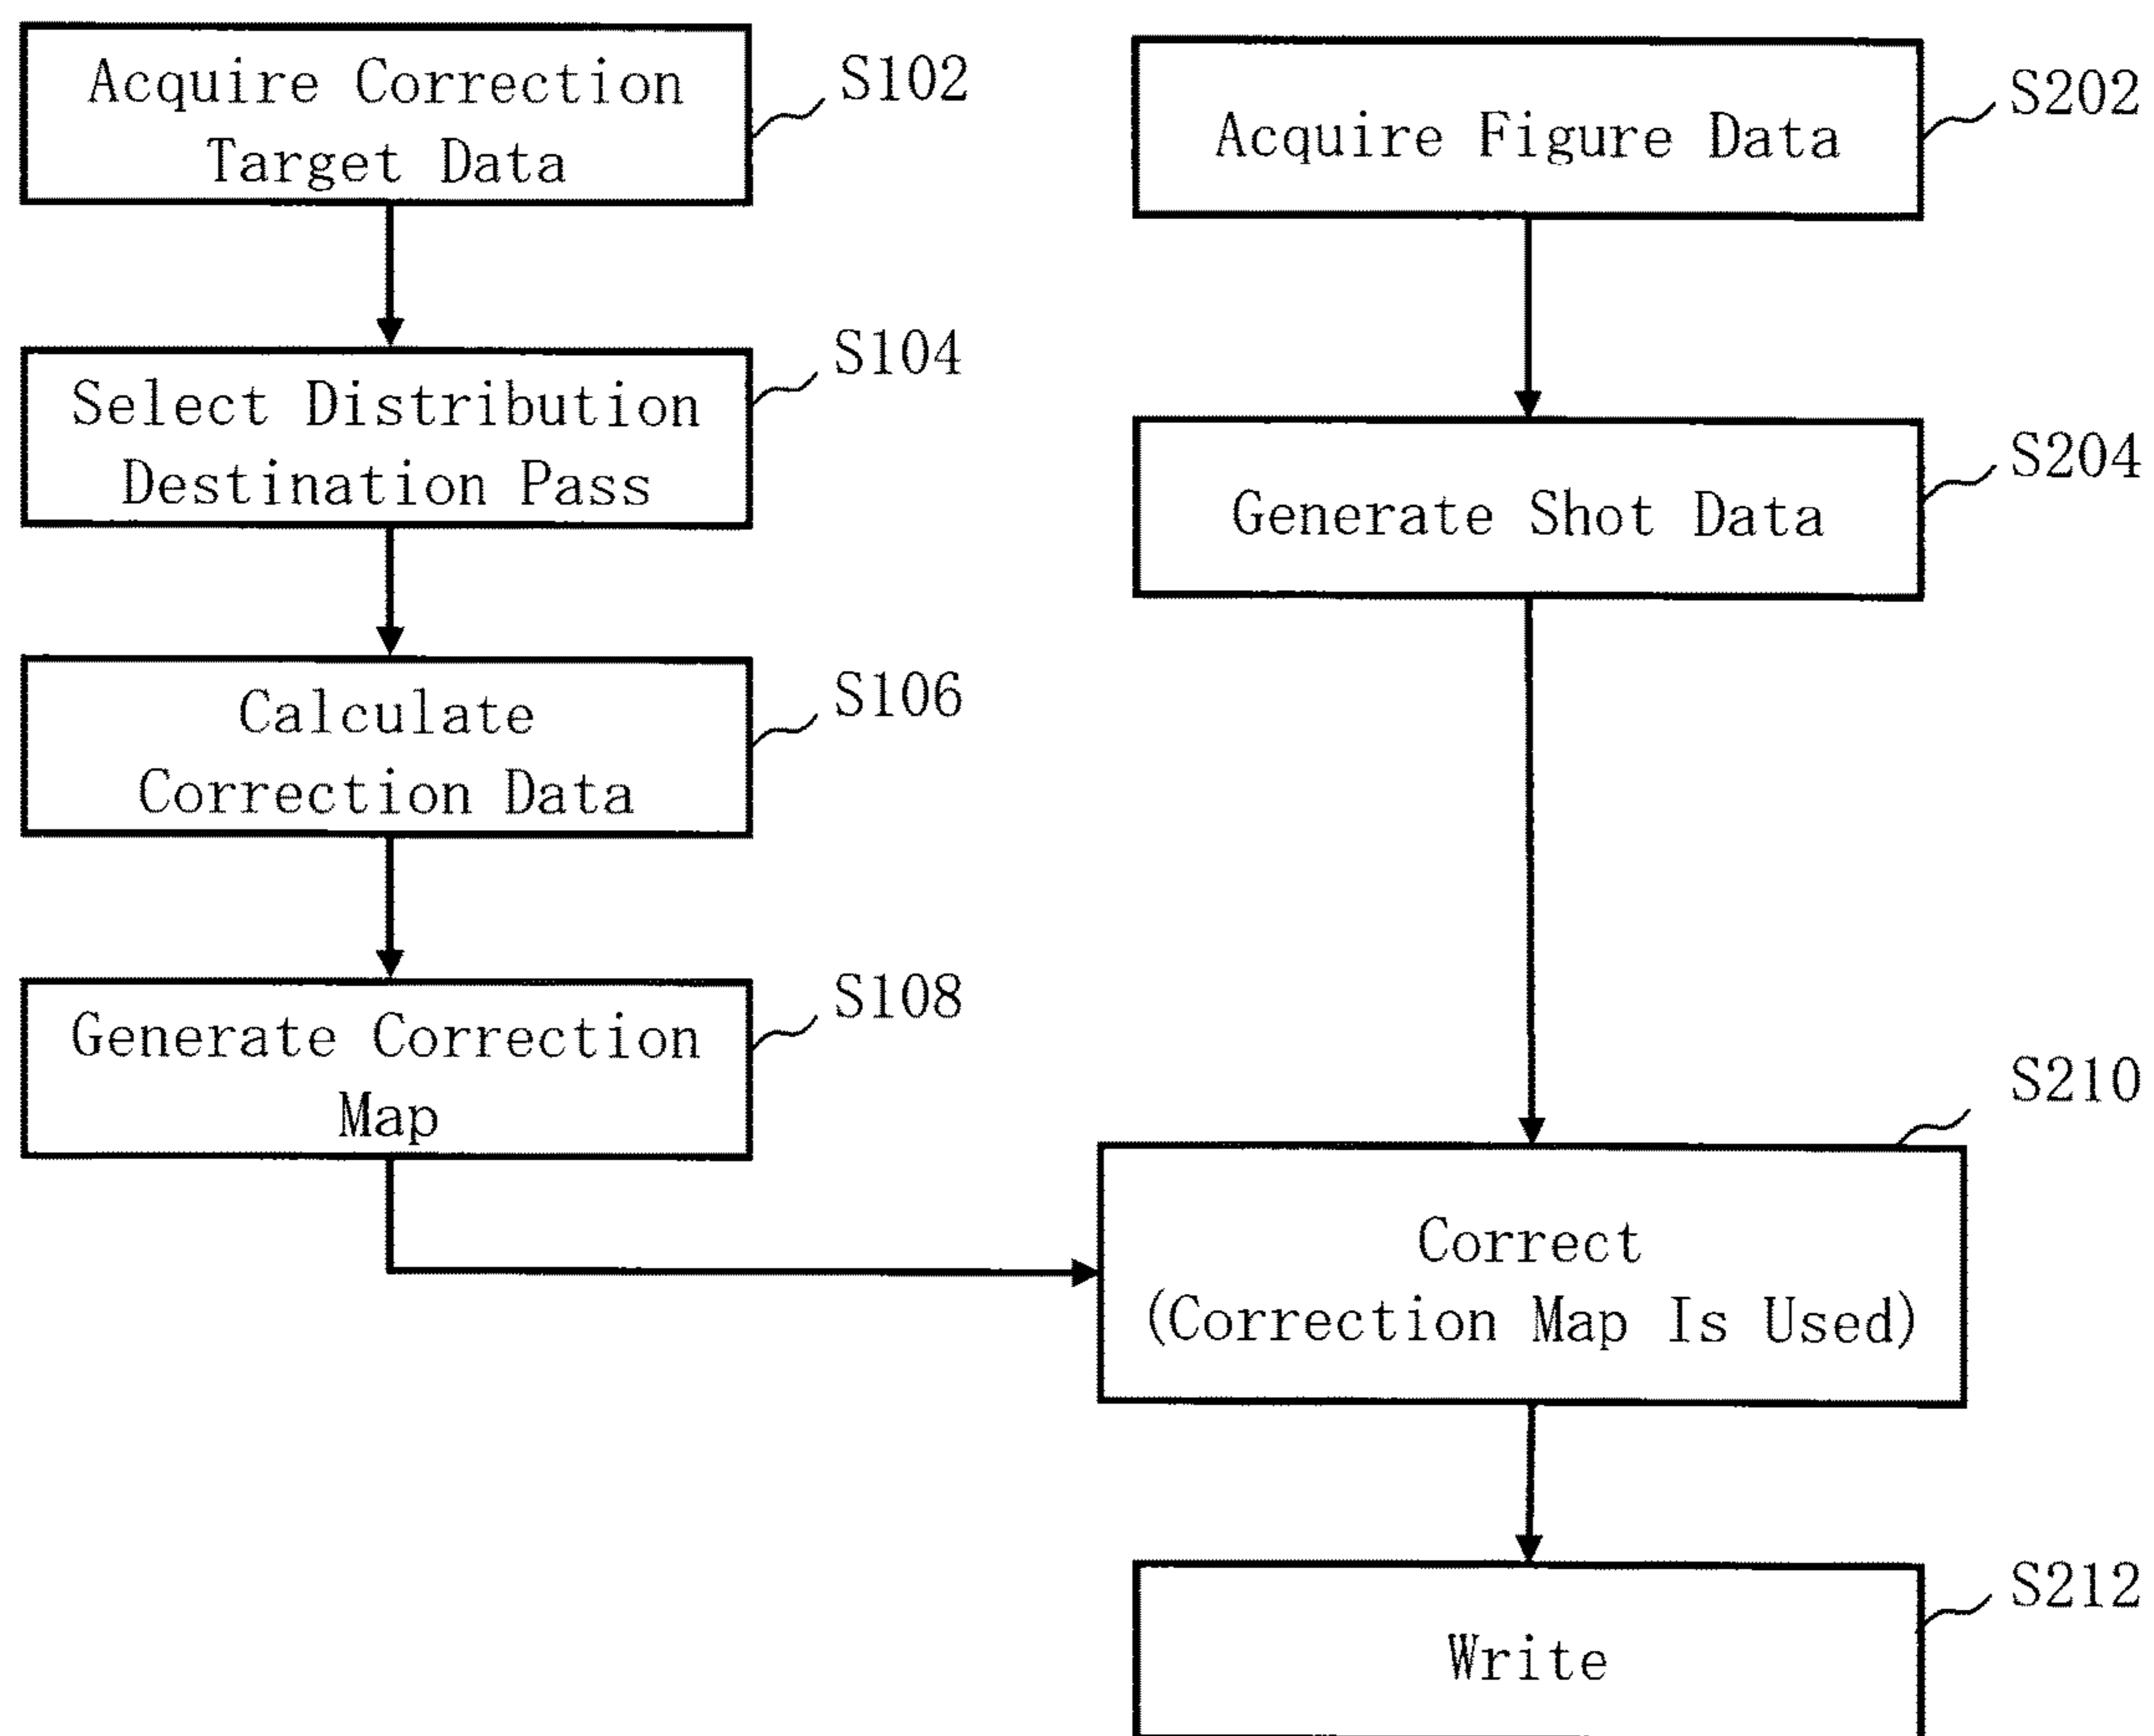 Acquire Correction
Target Data
S102
Select Distribution
Destination Pass
S104
Calculate
Correction Data
S106
Generate Correction
Map
S108
Acquire Figure Data
S202
Generate Shot Data
S204
S210
Correct
(Correction Map Is Used)
S212
Write